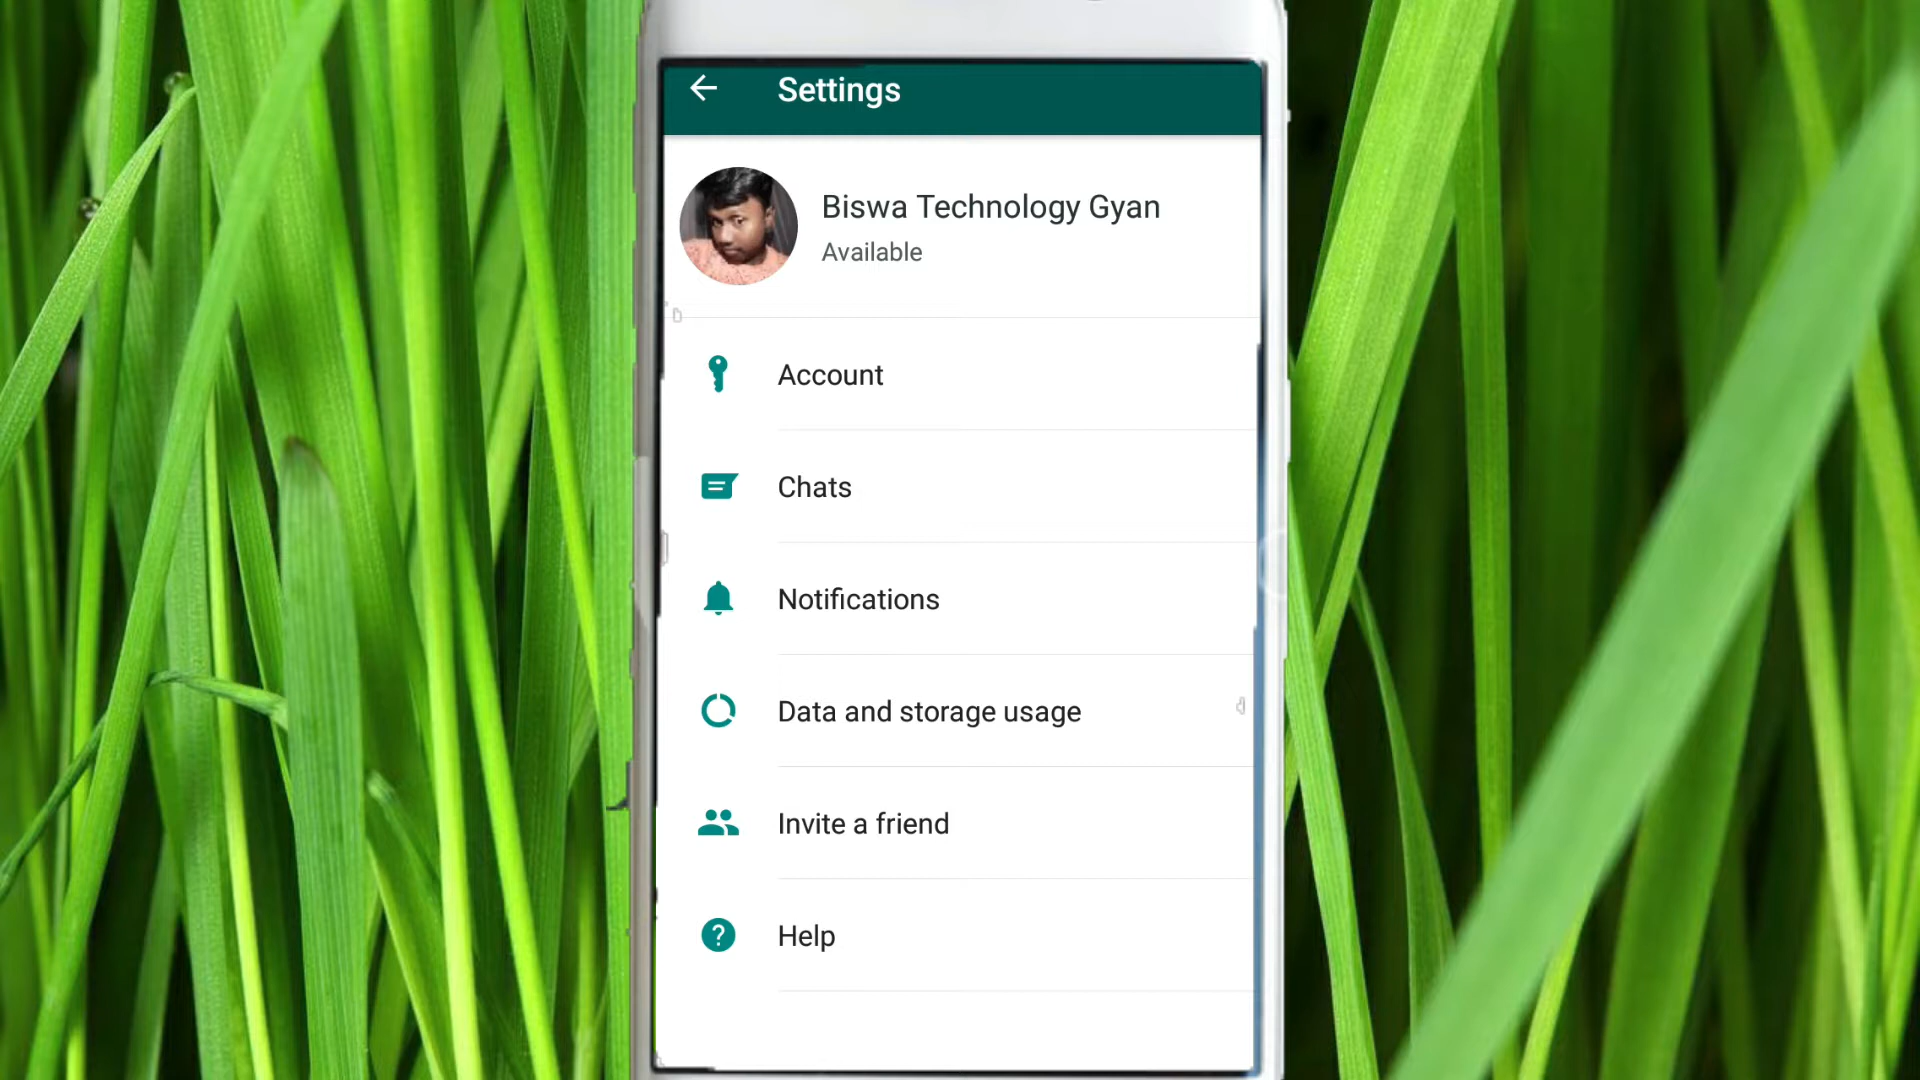 Settings
Biswa Technology Gyan
Available
Account
Chats
Notifications
Data and storage usage
Invite a friend
Help